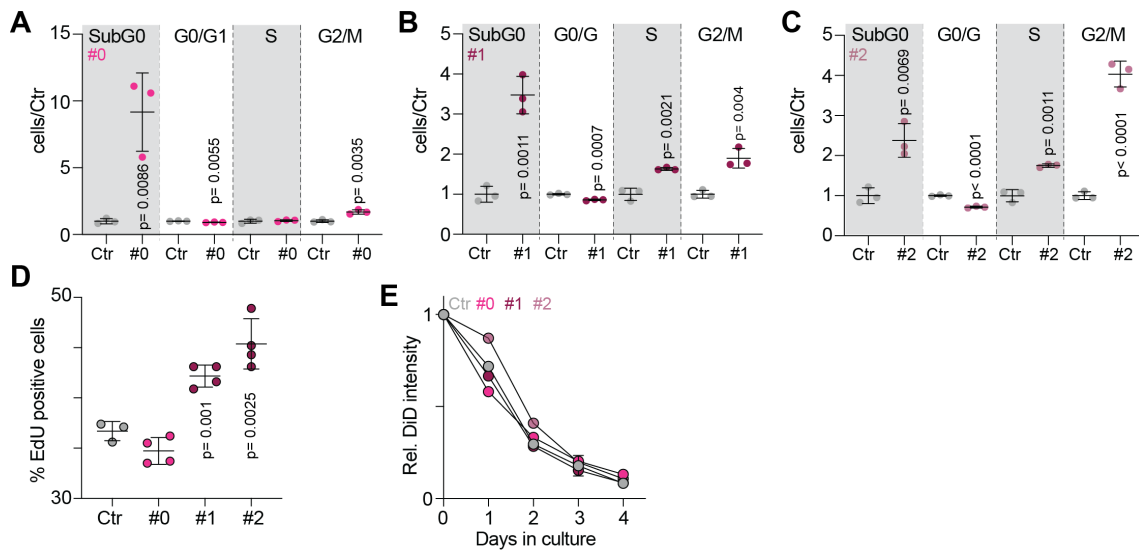 A
SubG0 G0/G1 S G2/M
#0
cells/Ctr
15
10
5
0
p= 0.0086
p= 0.0055
p= 0.0035
Ctr #0 Ctr #0 Ctr #0 Ctr #0
B
SubG0 G0/G S G2/M
#1
cells/Ctr
5
4
3
2
1
0
p= 0.0011
p= 0.0007
p= 0.0021
p= 0.004
Ctr #1 Ctr #1 Ctr #1 Ctr #1
C
SubG0 G0/G S G2/M
#2
cells/Ctr
5
4
3
2
1
0
p= 0.0069
p< 0.0001
p= 0.0011
p< 0.0001
Ctr #2 Ctr #2 Ctr #2 Ctr #2
D
% EdU positive cells
50
30
p= 0.001
p= 0.0025
Ctr #0 #1 #2
E
Ctr #0 #1 #2
Rel. DiD intensity
1
0
0 1 2 3 4
Days in culture